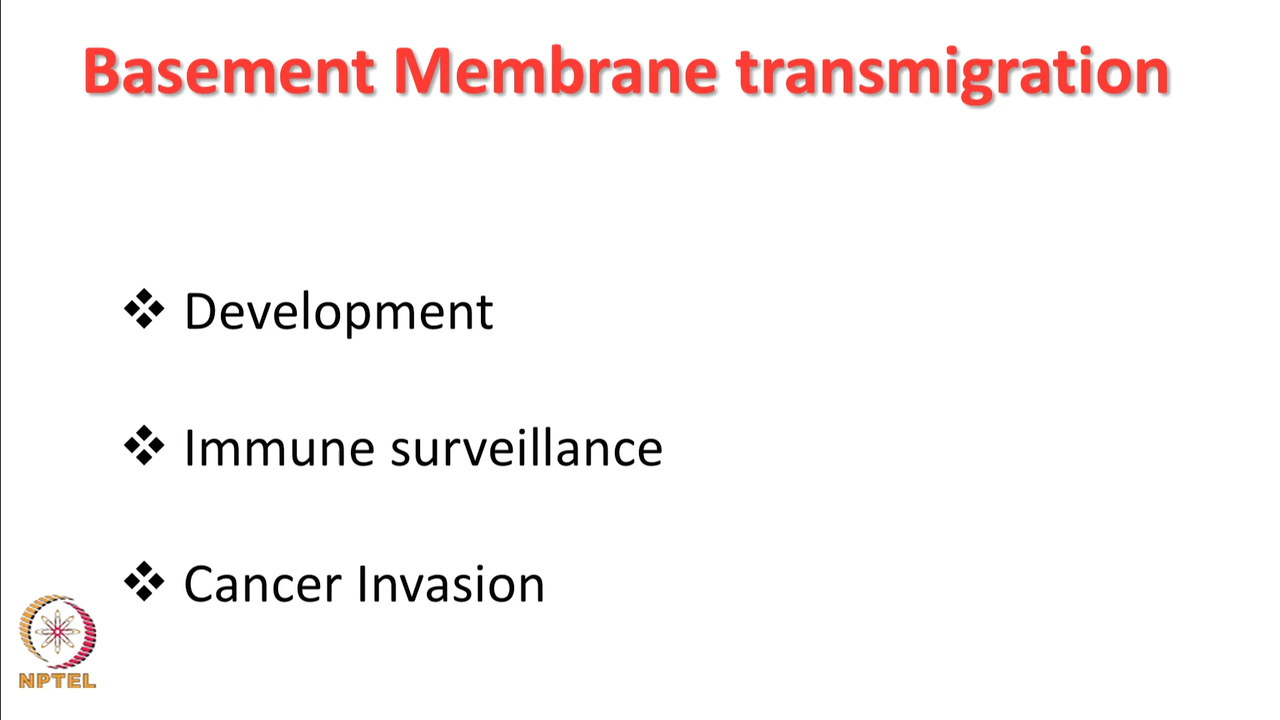 Basement Membrane transmigration
❖ Development
❖ Immune surveillance
❖ Cancer Invasion
NPTEL